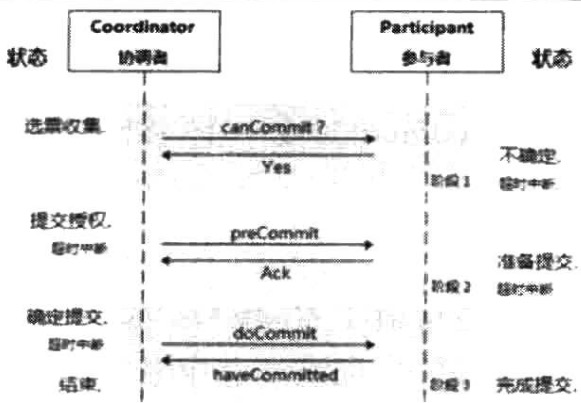 Coordinator
协调者
Participant
参与者
状态
状态
选票收集.
canCommit?
Yes
不确定.
阶段 1
超时中断
提交授权.
超时中断
preCommit
Ack
准备提交.
阶段 2
超时中断
确定提交.
超时中断
doCommit
haveCommitted
结束.
阶段 3
完成提交.